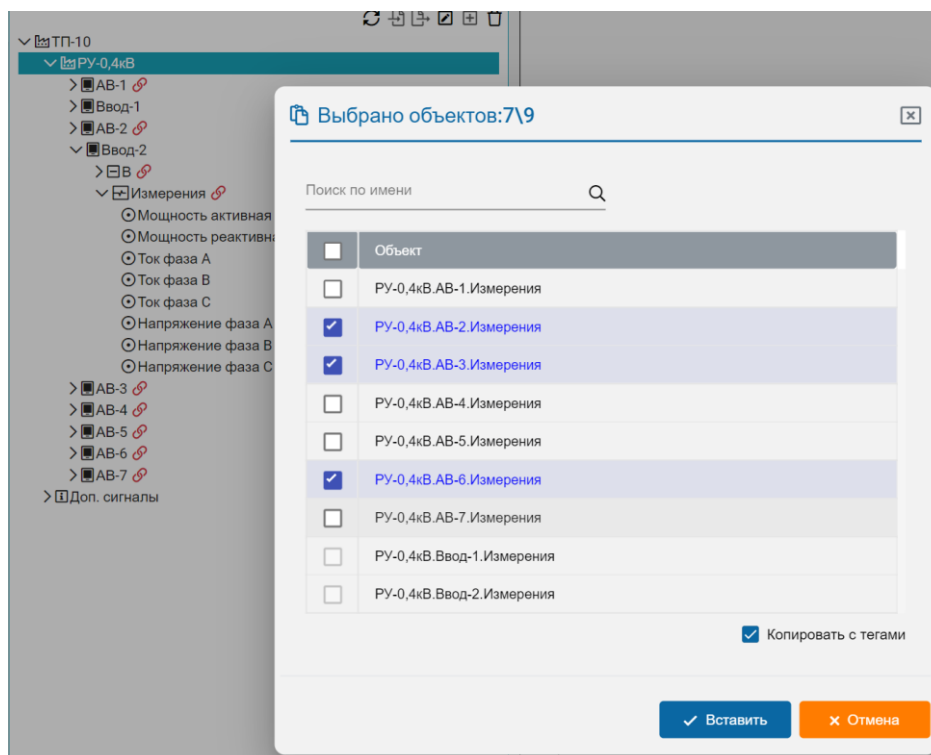 ТП-10
РУ-0,4кВ
АВ-1
Ввод-1
АВ-2
Ввод-2
В
Измерения
Мощность активная
Мощность реактивн
Ток фаза А
Ток фаза В
Ток фаза С
Напряжение фаза А
Напряжение фаза В
Напряжение фаза С
АВ-3
АВ-4
АВ-5
АВ-6
АВ-7
Доп. сигналы
Выбрано объектов:7\9
Поиск по имени
Объект
РУ-0,4кВ.АВ-1.Измерения
РУ-0,4кВ.АВ-2.Измерения
РУ-0,4кВ.АВ-3.Измерения
РУ-0,4кВ.АВ-4.Измерения
РУ-0,4кВ.АВ-5.Измерения
РУ-0,4кВ.АВ-6.Измерения
РУ-0,4кВ.АВ-7.Измерения
РУ-0,4кВ.Ввод-1.Измерения
РУ-0,4кВ.Ввод-2.Измерения
Копировать с тегами
Вставить
Отмена